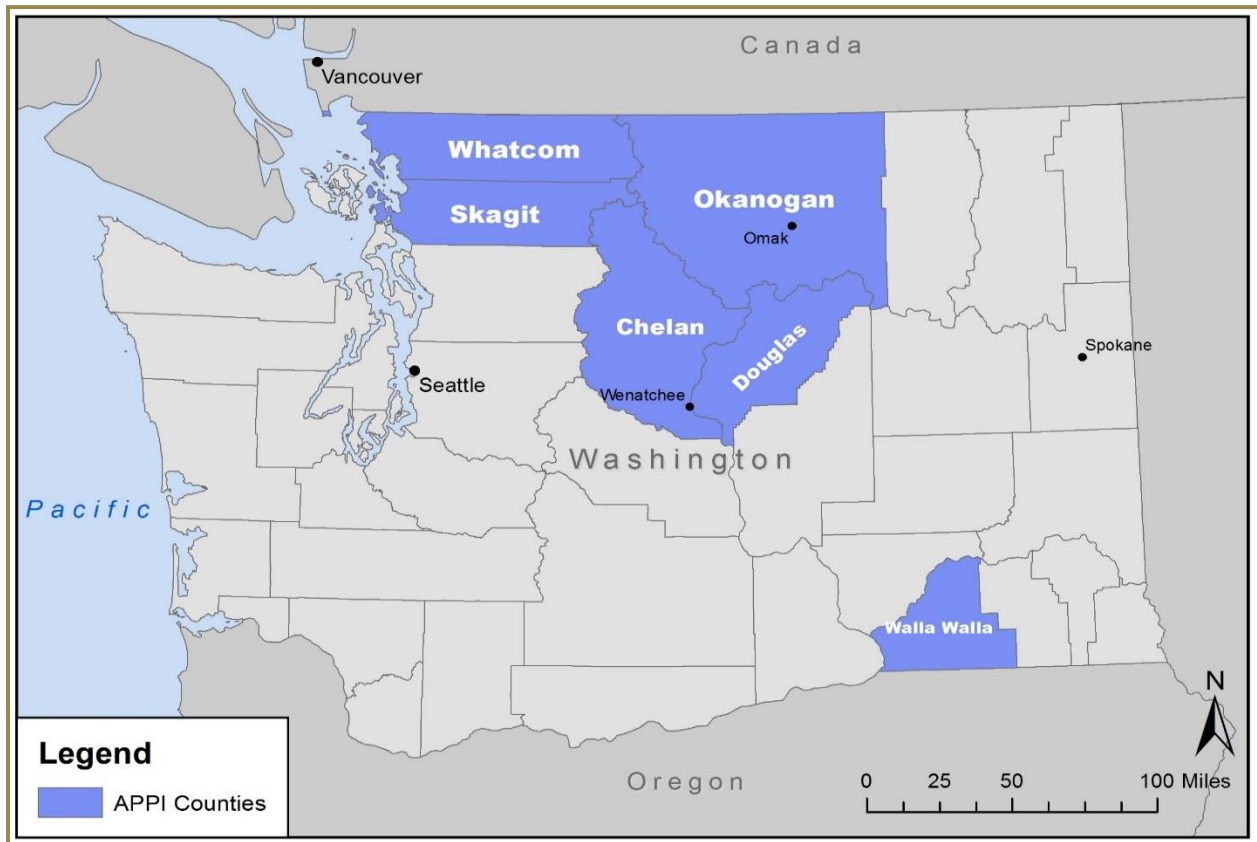 Canada
Vancouver
Whatcom
Skagit
Okanogan
Omak
Chelan
Douglas
Spokane
Seattle
Wenatchee
Washington
Pacific
Walla Walla
N
Legend
APPI Counties
Oregon
0 25 50 100 Miles